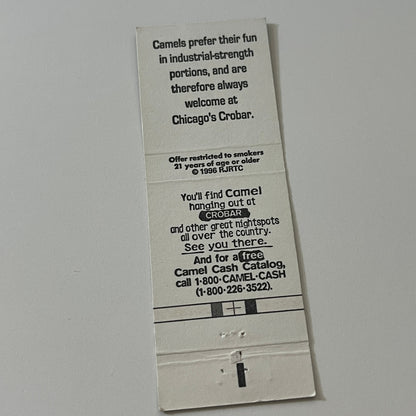 Camels prefer their fun
in industrial-strength
portions, and are
therefore always
welcome at
Chicago's Crobar.
Offer restricted to smokers
21 years of age or older
© 1996 RJRTC
You'll find Camel
hanging out at
CROBAR
and other great nightspots
all over the country.
See you there.
And for a free
Camel Cash Catalog,
call 1·800·CAMEL·CASH
(1·800·226·3522).